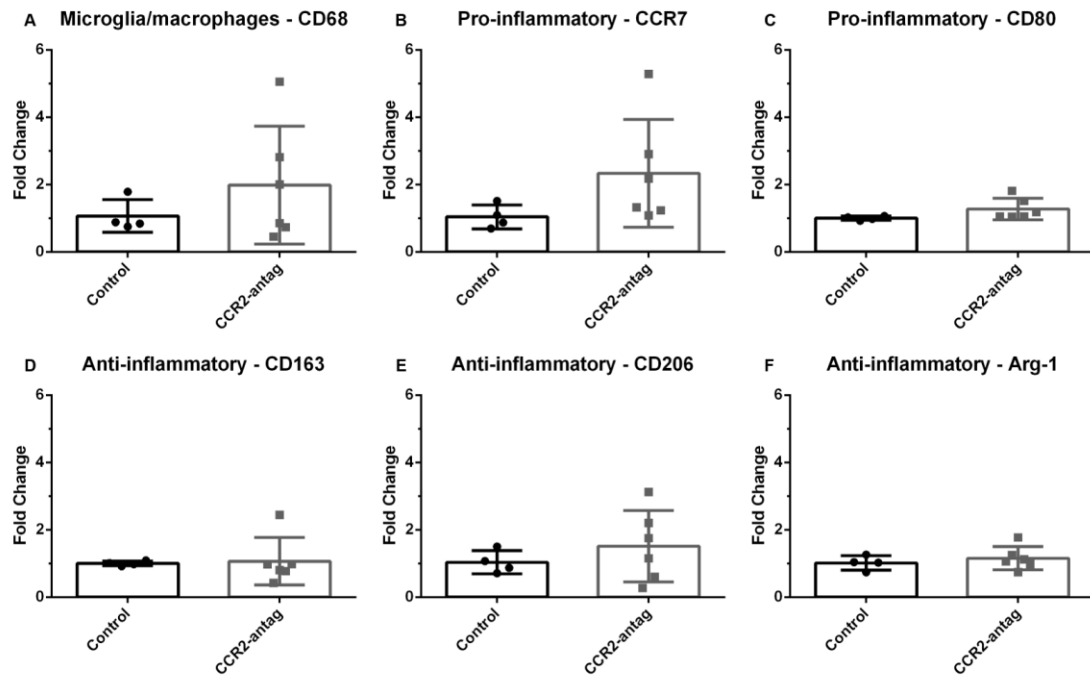 A Microglia/macrophages - CD68
Fold Change
6
4
2
0
Control
CCR2-antag
B Pro-inflammatory - CCR7
Fold Change
6
4
2
0
Control
CCR2-antag
C Pro-inflammatory - CD80
Fold Change
6
4
2
0
Control
CCR2-antag
D Anti-inflammatory - CD163
Fold Change
6
4
2
0
Control
CCR2-antag
E Anti-inflammatory - CD206
Fold Change
6
4
2
0
Control
CCR2-antag
F Anti-inflammatory - Arg-1
Fold Change
6
4
2
0
Control
CCR2-antag